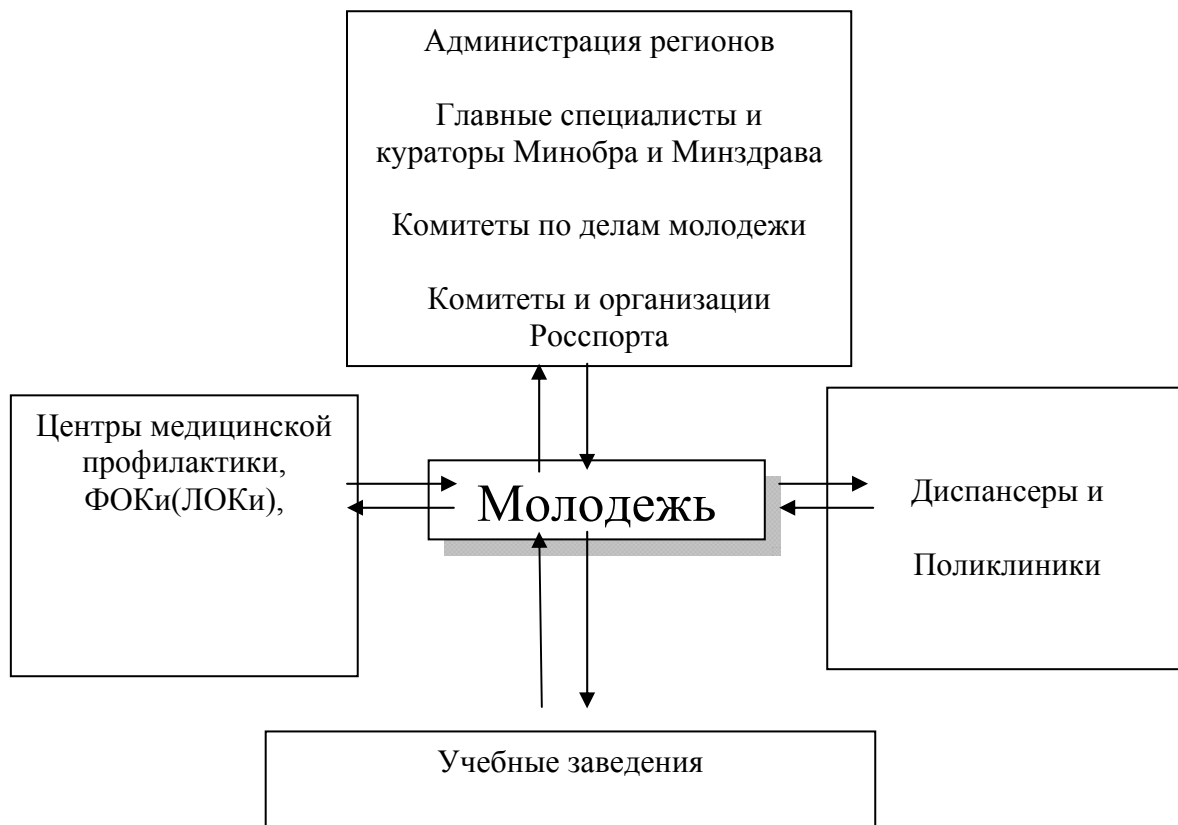 Администрация регионов
Главные специалисты и
кураторы Минобра и Минздрава
Комитеты по делам молодежи
Комитеты и организации
Росспорта
Центры медицинской
профилактики,
ФОКи(ЛОКи),
Молодежь
Диспансеры и
Поликлиники
Учебные заведения